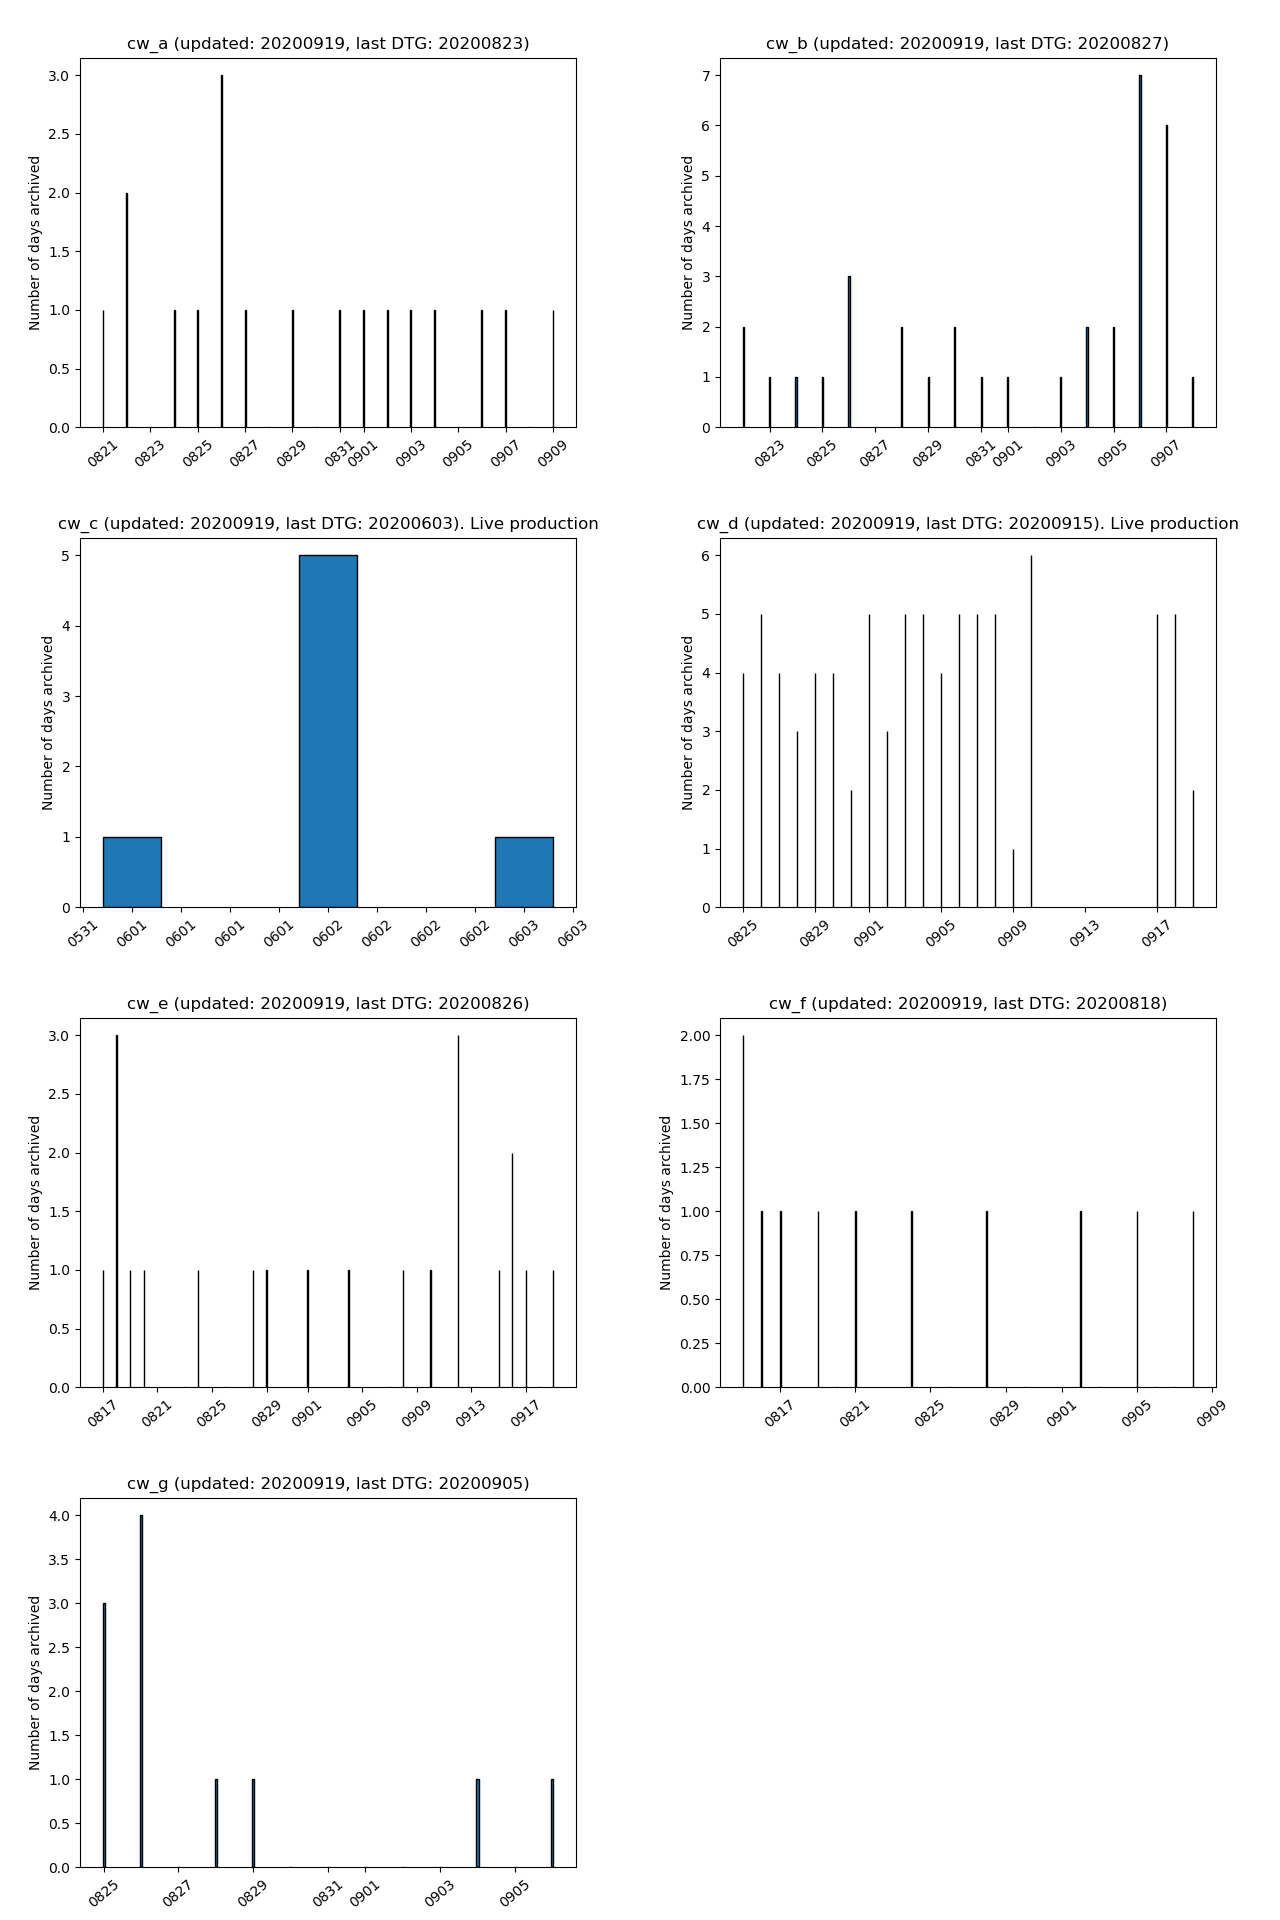 cw_a (updated: 20200919, last DTG: 20200823)
Number of days archived
3.0
2.5
2.0
1.5
1.0
0.5
0.0
0821 0823 0825 0827 0829 0831 0901 0903 0905 0907 0909
cw_b (updated: 20200919, last DTG: 20200827)
Number of days archived
7
6
5
4
3
2
1
0
0823 0825 0827 0829 0831 0901 0903 0905 0907
cw_c (updated: 20200919, last DTG: 20200603). Live production
Number of days archived
5
4
3
2
1
0
0531 0601 0601 0601 0601 0602 0602 0602 0602 0603 0603
cw_d (updated: 20200919, last DTG: 20200915). Live production
Number of days archived
6
5
4
3
2
1
0
0825 0829 0901 0905 0909 0913 0917
cw_e (updated: 20200919, last DTG: 20200826)
Number of days archived
3.0
2.5
2.0
1.5
1.0
0.5
0.0
0817 0821 0825 0829 0901 0905 0909 0913 0917
cw_f (updated: 20200919, last DTG: 20200818)
Number of days archived
2.00
1.75
1.50
1.25
1.00
0.75
0.50
0.25
0.00
0817 0821 0825 0829 0901 0905 0909
cw_g (updated: 20200919, last DTG: 20200905)
Number of days archived
4.0
3.5
3.0
2.5
2.0
1.5
1.0
0.5
0.0
0825 0827 0829 0831 0901 0903 0905